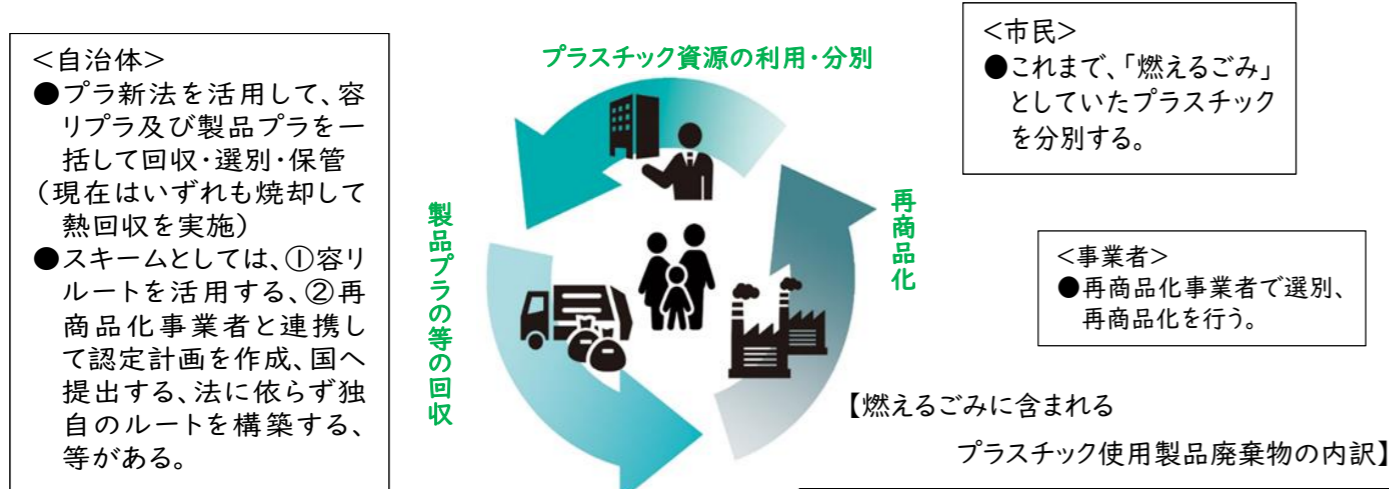 <自治体>
●プラ新法を活用して、容
リプラ及び製品プラを一
括して回収・選別・保管
(現在はいずれも焼却して
熱回収を実施)
●スキームとしては、①容リ
ルートを活用する、②再
商品化事業者と連携し
て認定計画を作成、国へ
提出する、法に依らず独
自のルートを構築する、
等がある。
プラスチック資源の利用・分別
製品プラの等の回収
再商品化
<市民>
●これまで、「燃えるごみ」
としていたプラスチック
を分別する。
<事業者>
●再商品化事業者で選別、
再商品化を行う。
【燃えるごみに含まれる
プラスチック使用製品廃棄物の内訳】